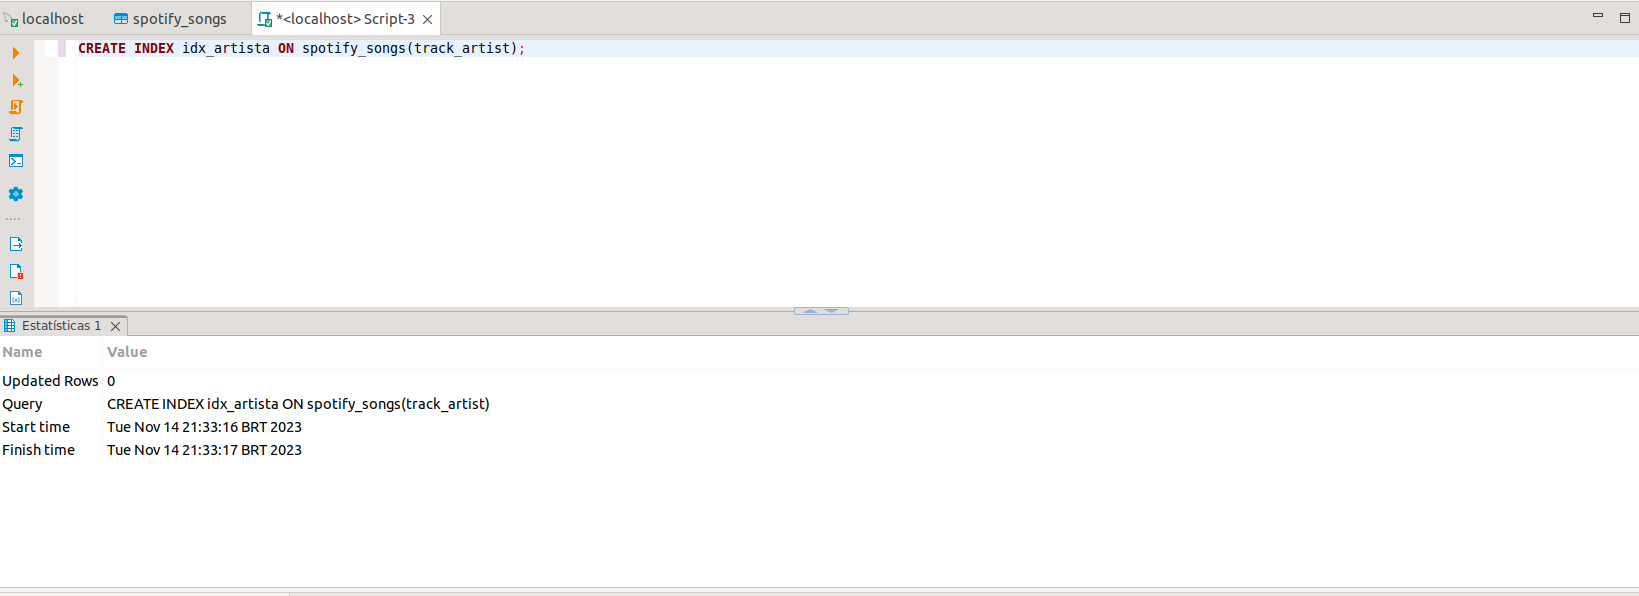 localhost spotify_songs *<localhost> Script-3
CREATE INDEX idx_artista ON spotify_songs(track_artist);
Estatísticas 1
Name Value
Updated Rows 0
Query CREATE INDEX idx_artista ON spotify_songs(track_artist)
Start time Tue Nov 14 21:33:16 BRT 2023
Finish time Tue Nov 14 21:33:17 BRT 2023